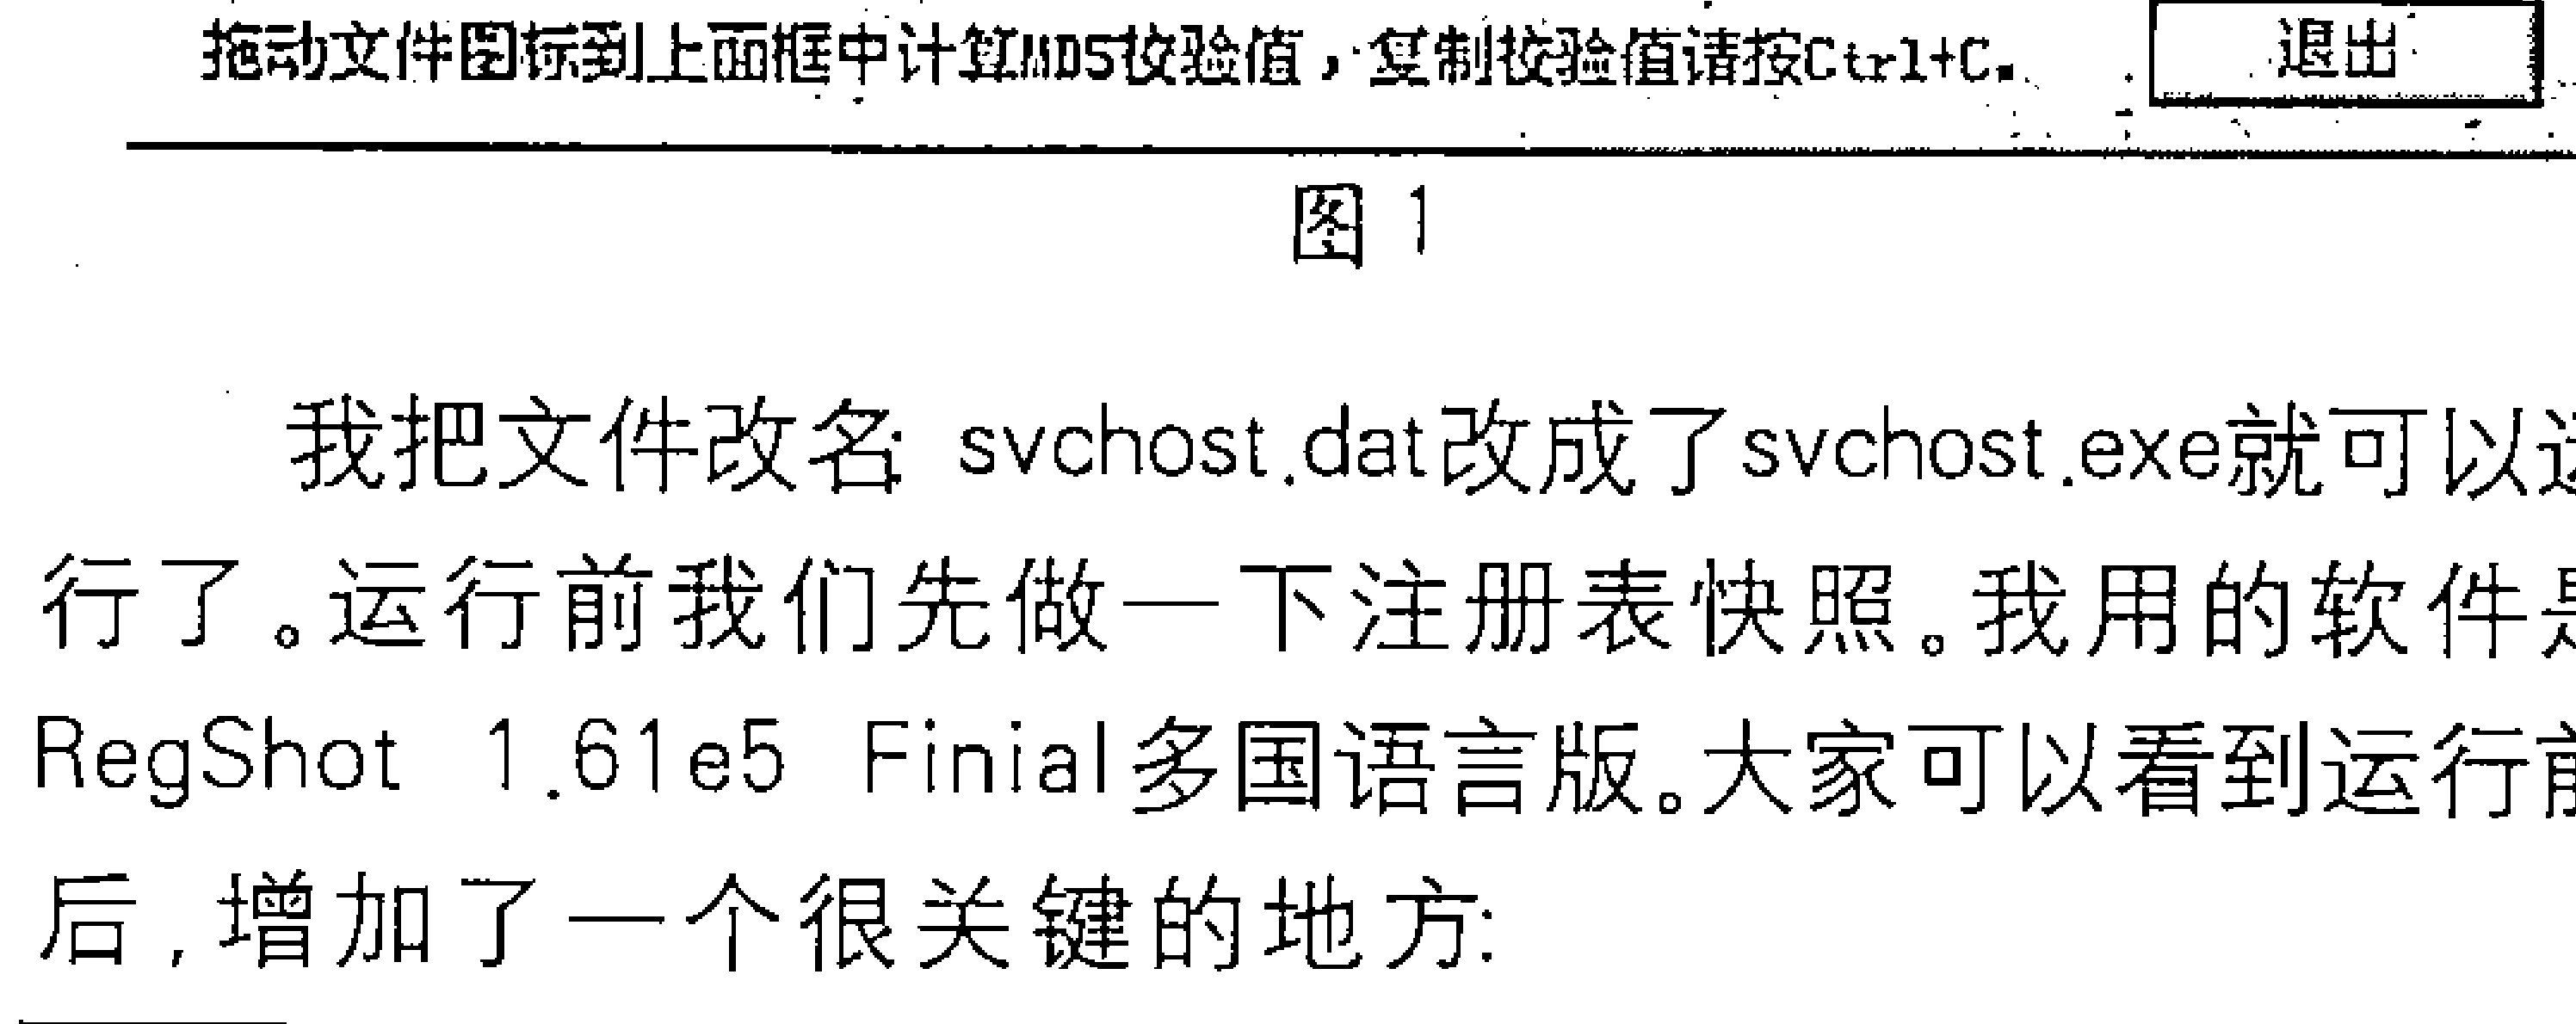 拖动文件图标到上面框中计算MD5校验值，复制校验值请按Ctrl+C. 退出
图 1
我把文件改名 svchost.dat改成了svchost.exe就可以运
行了。运行前我们先做一下注册表快照。我用的软件是
RegShot 1.61e5 Finial多国语言版。大家可以看到运行前
后,增加了一个很关键的地方: